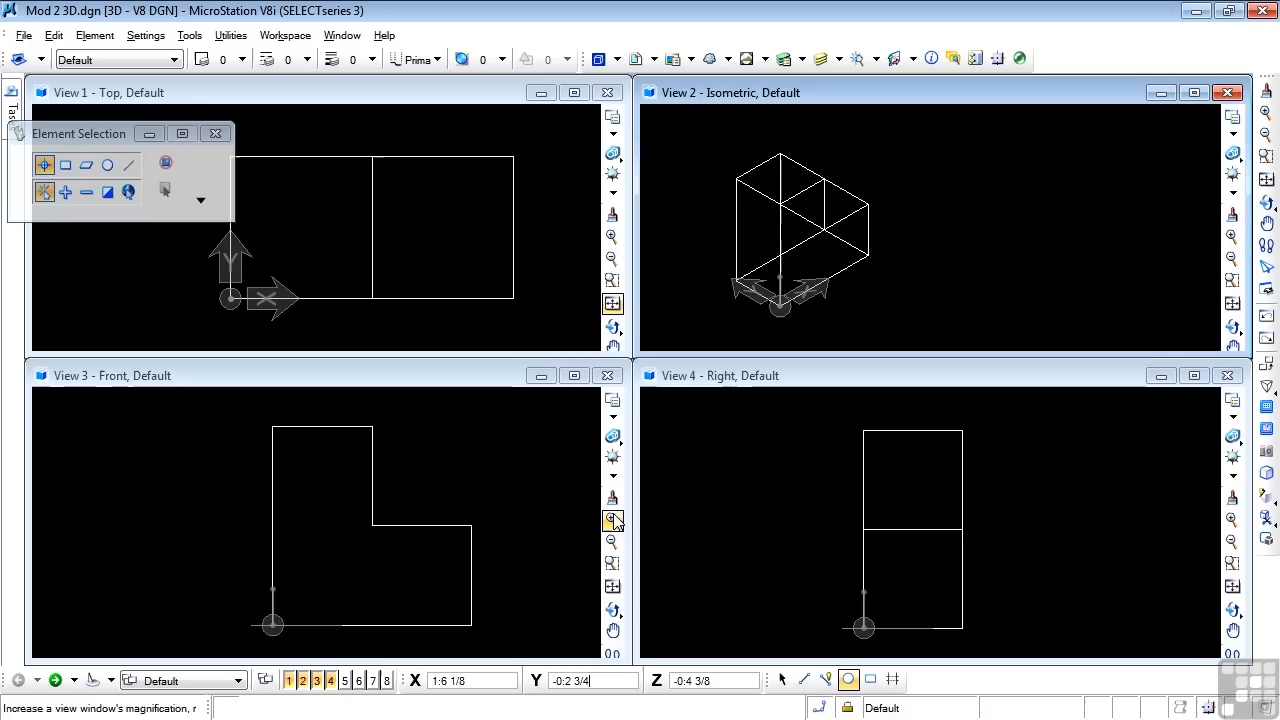 Mod 2 3D.dgn [3D - V8 DGN] - MicroStation V8i (SELECTseries 3)
File Edit Element Settings Tools Utilities Workspace Window Help
Default 0 0 0 Prima 0 0
View 1 - Top, Default
View 2 - Isometric, Default
Tas
Element Selection
Y
X
View 3 - Front, Default
View 4 - Right, Default
Default 1 2 3 4 5 6 7 8 X 1:6 1/8 Y -0:2 3/4 Z -0:4 3/8
Increase a view window's magnification, r
Default